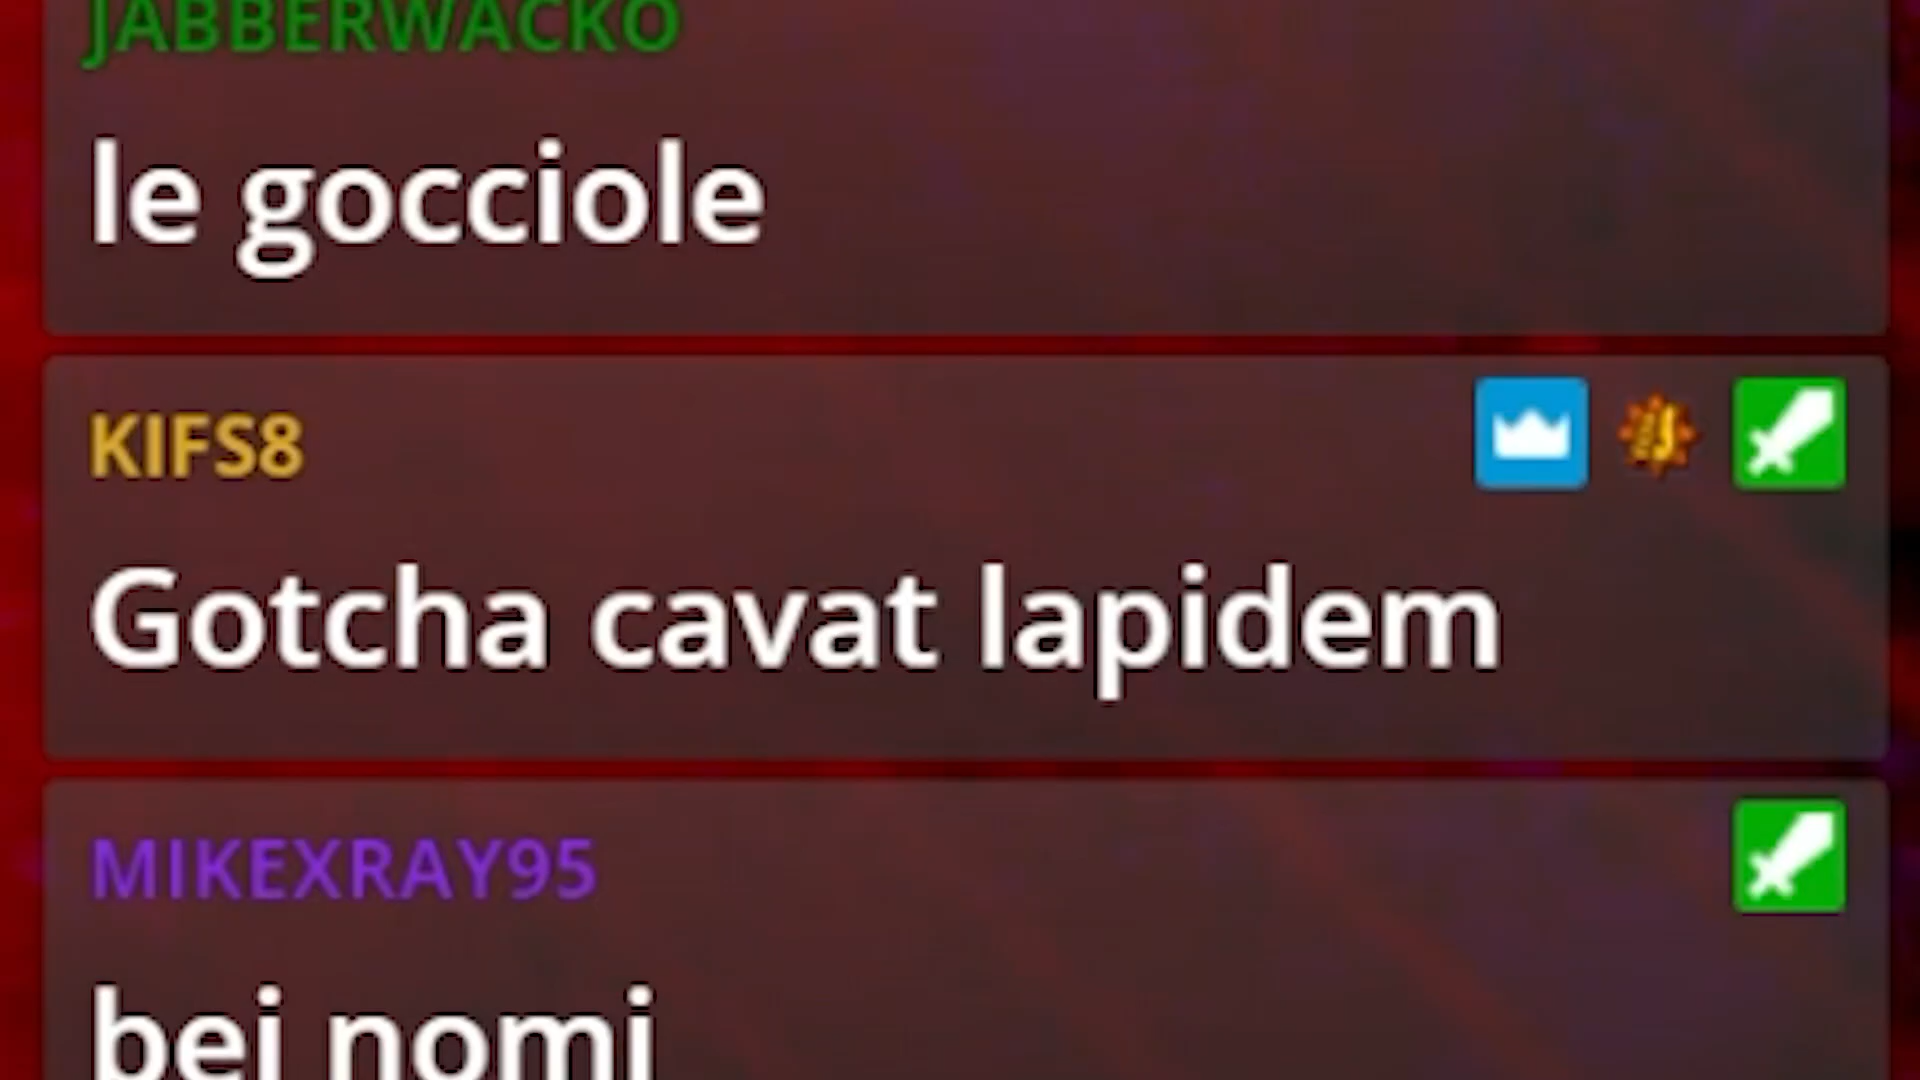 JABBERWACKO
le gocciole
KIFS8
Gotcha cavat lapidem
MIKEXRAY95
bei nomi